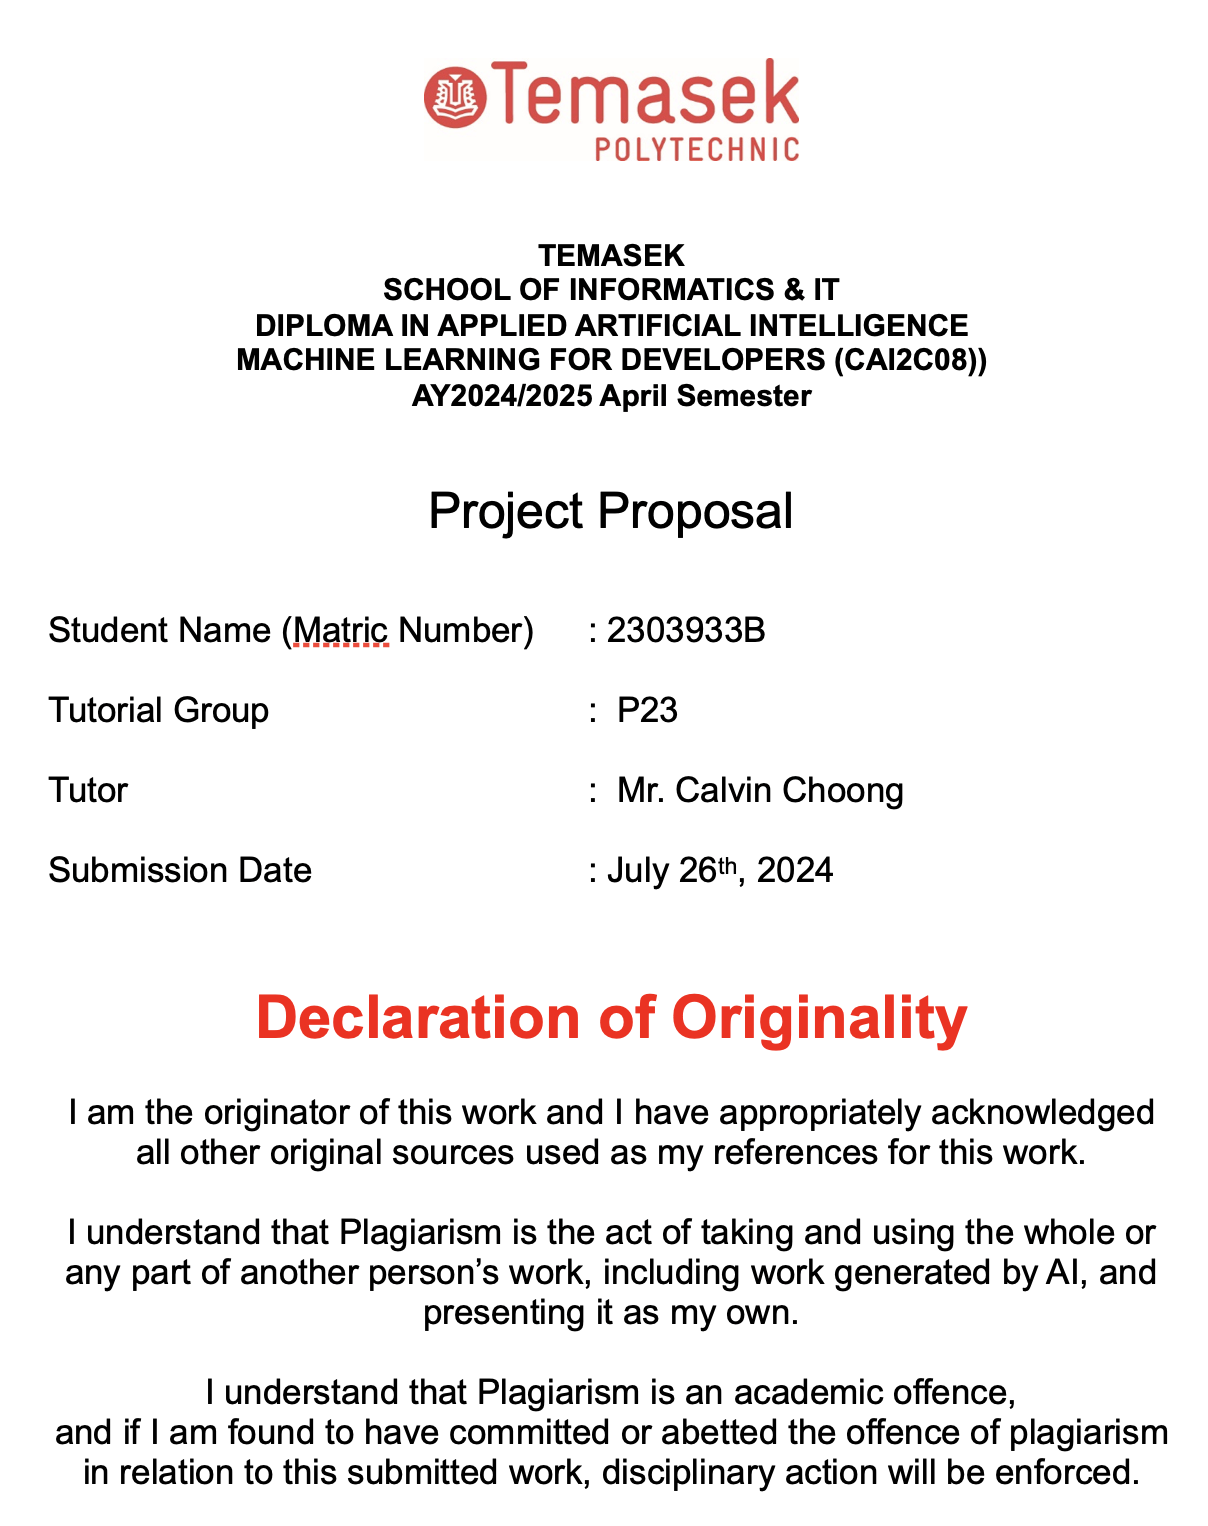 Temasek
POLYTECHNIC
TEMASEK
SCHOOL OF INFORMATICS & IT
DIPLOMA IN APPLIED ARTIFICIAL INTELLIGENCE
MACHINE LEARNING FOR DEVELOPERS (CAI2C08))
AY2024/2025 April Semester
Project Proposal
Student Name (Matric Number) : 2303933B
Tutorial Group : P23
Tutor : Mr. Calvin Choong
Submission Date : July 26th, 2024
Declaration of Originality
I am the originator of this work and I have appropriately acknowledged
all other original sources used as my references for this work.
I understand that Plagiarism is the act of taking and using the whole or
any part of another person’s work, including work generated by AI, and
presenting it as my own.
I understand that Plagiarism is an academic offence,
and if I am found to have committed or abetted the offence of plagiarism
in relation to this submitted work, disciplinary action will be enforced.